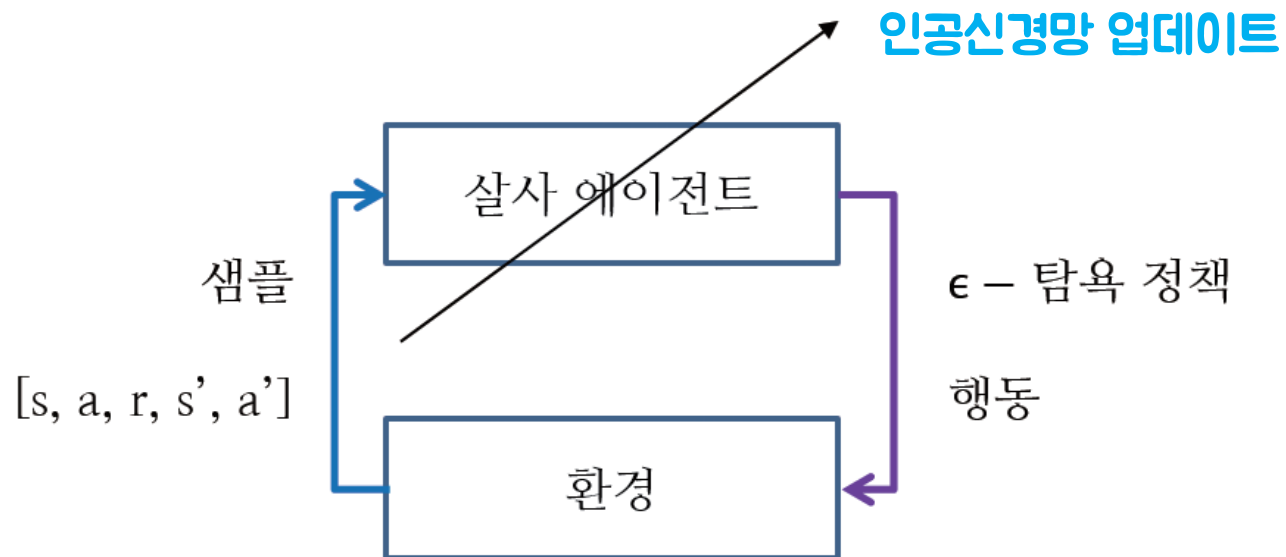 인공신경망 업데이트
살사 에이전트
샘플
[s, a, r, s’, a’]
ϵ – 탐욕 정책
행동
환경